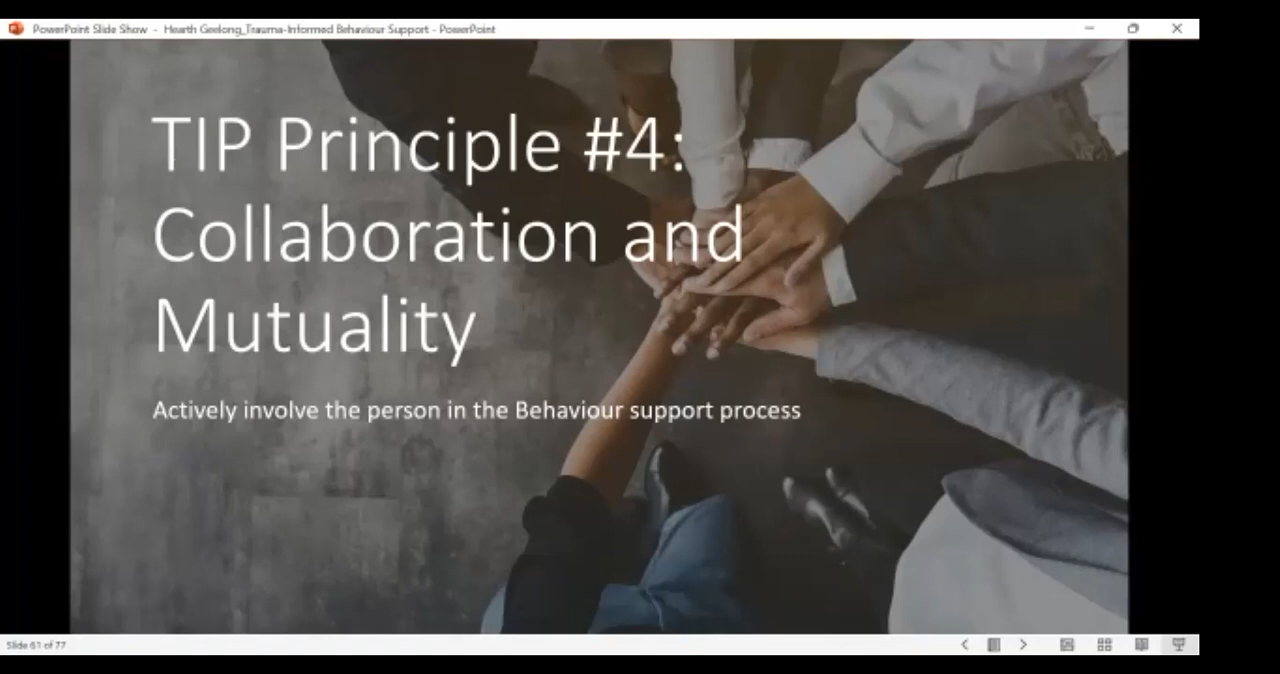 PowerPoint Slide Show - Hearth Geelong_Trauma-Informed Behaviour Support - PowerPoint
TIP Principle #4:
Collaboration and
Mutuality
Actively involve the person in the Behaviour support process
Slide 61 of 77